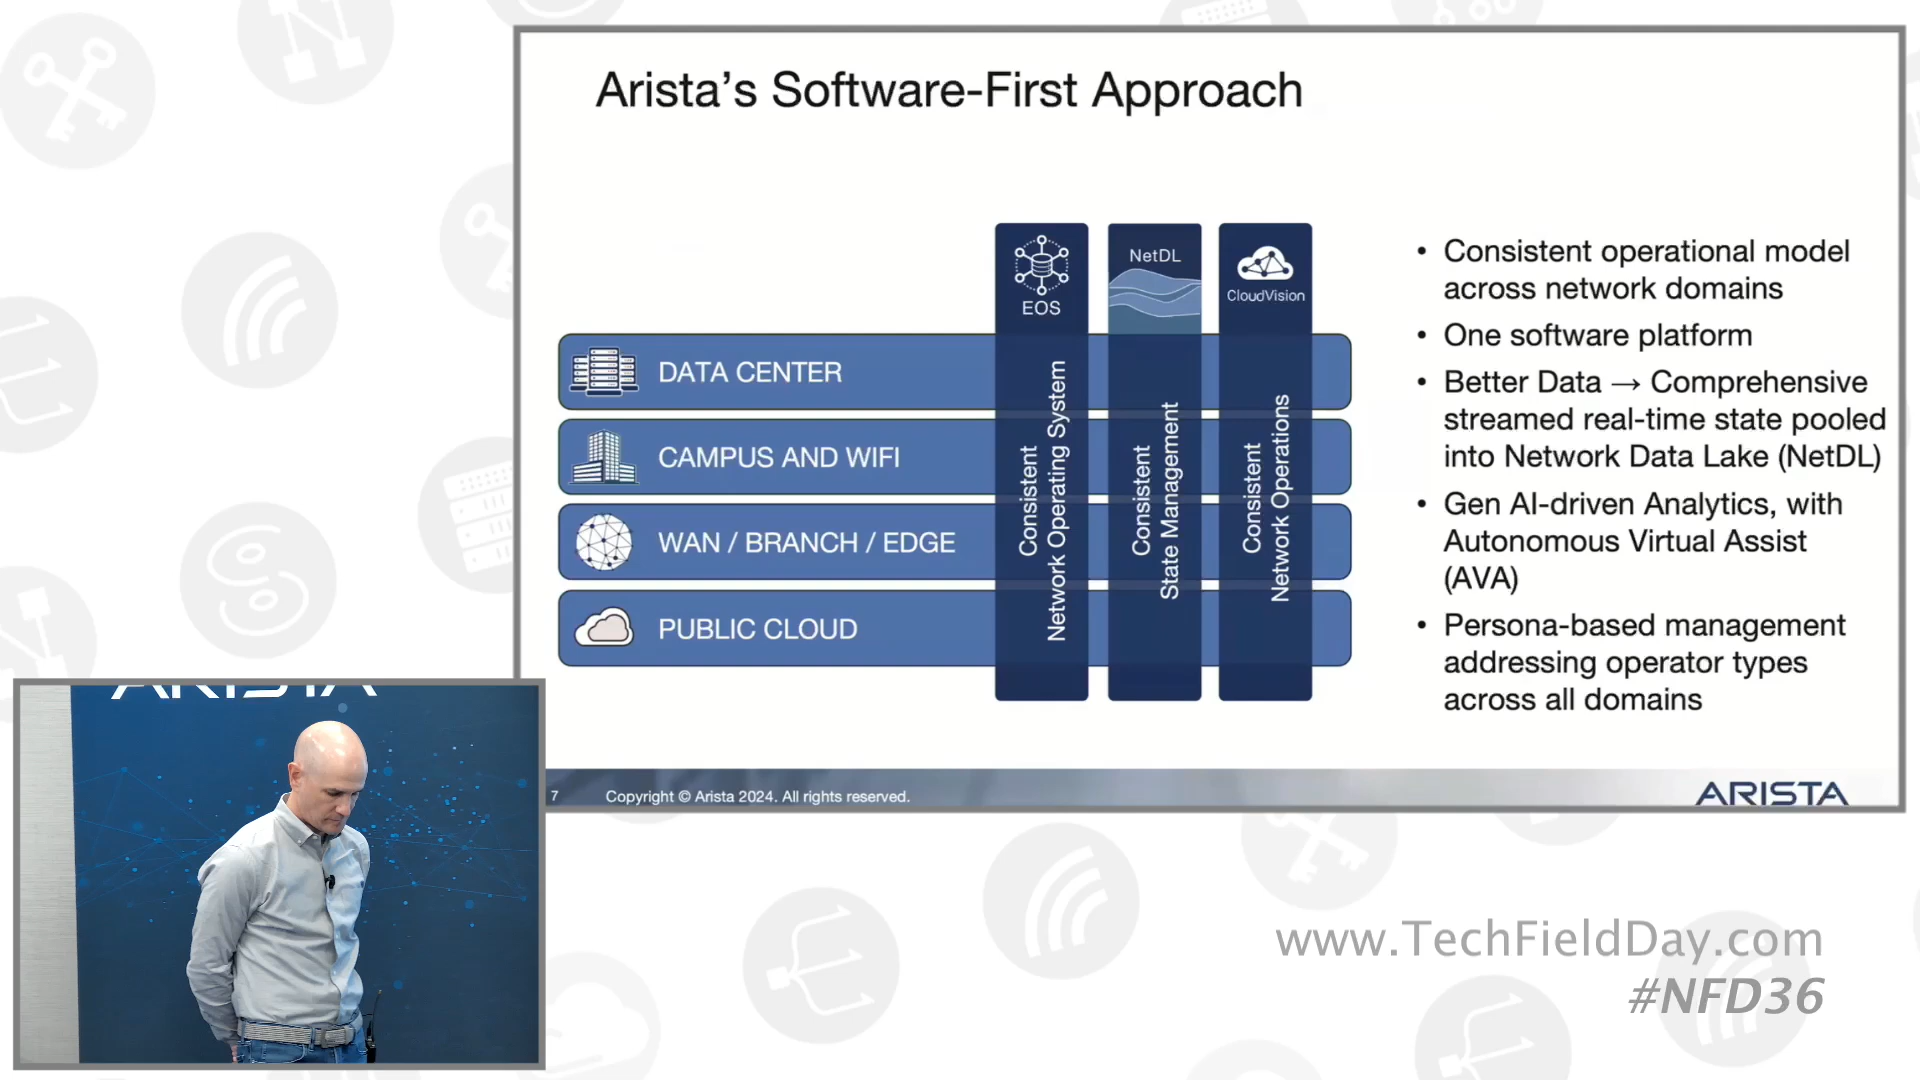 Arista's Software-First Approach
EOS
NetDL
CloudVision
DATA CENTER
CAMPUS AND WIFI
WAN / BRANCH / EDGE
PUBLIC CLOUD
Consistent
Network Operating System
Consistent
State Management
Consistent
Network Operations
• Consistent operational model
across network domains
• One software platform
• Better Data → Comprehensive
streamed real-time state pooled
into Network Data Lake (NetDL)
• Gen AI-driven Analytics, with
Autonomous Virtual Assist
(AVA)
• Persona-based management
addressing operator types
across all domains
7
Copyright © Arista 2024. All rights reserved.
ARISTA
ARISTA
www.TechFieldDay.com
#NFD36